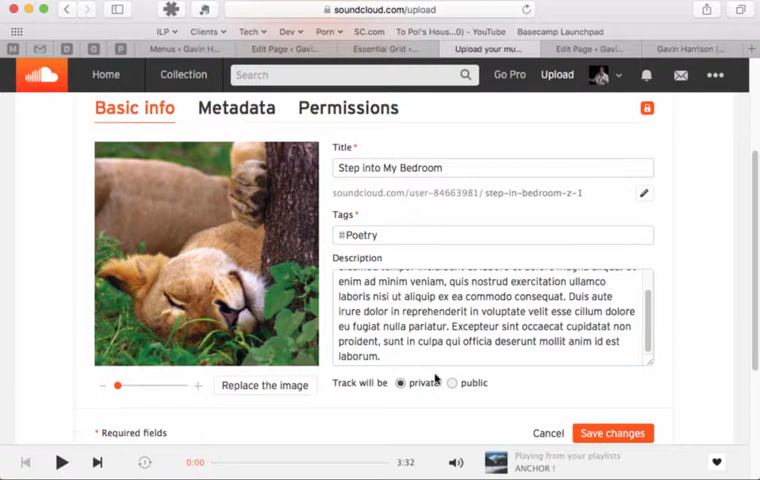 soundcloud.com/upload
ILP Clients Tech Dev Porn SC.com To Pol's Hous...0) - YouTube Basecamp Launchpad
M D P Menus ‹ Gavin H... Edit Page ‹ Gavi... Essential Grid ‹... Upload your mu... Edit Page ‹ Gavi... Gavin Harrison |...
Home Collection Search Go Pro Upload
Basic info Metadata Permissions
Title *
Step into My Bedroom
soundcloud.com/user-84663981/ step-in-bedroom-z-1
Tags *
#Poetry
Description
enim ad minim veniam, quis nostrud exercitation ullamco
laboris nisi ut aliquip ex ea commodo consequat. Duis aute
irure dolor in reprehenderit in voluptate velit esse cillum dolore
eu fugiat nulla pariatur. Excepteur sint occaecat cupidatat non
proident, sunt in culpa qui officia deserunt mollit anim id est
laborum.
Replace the image
Track will be private public
* Required fields
Cancel Save changes
0:00 3:32
Playing from your playlists
ANCHOR !